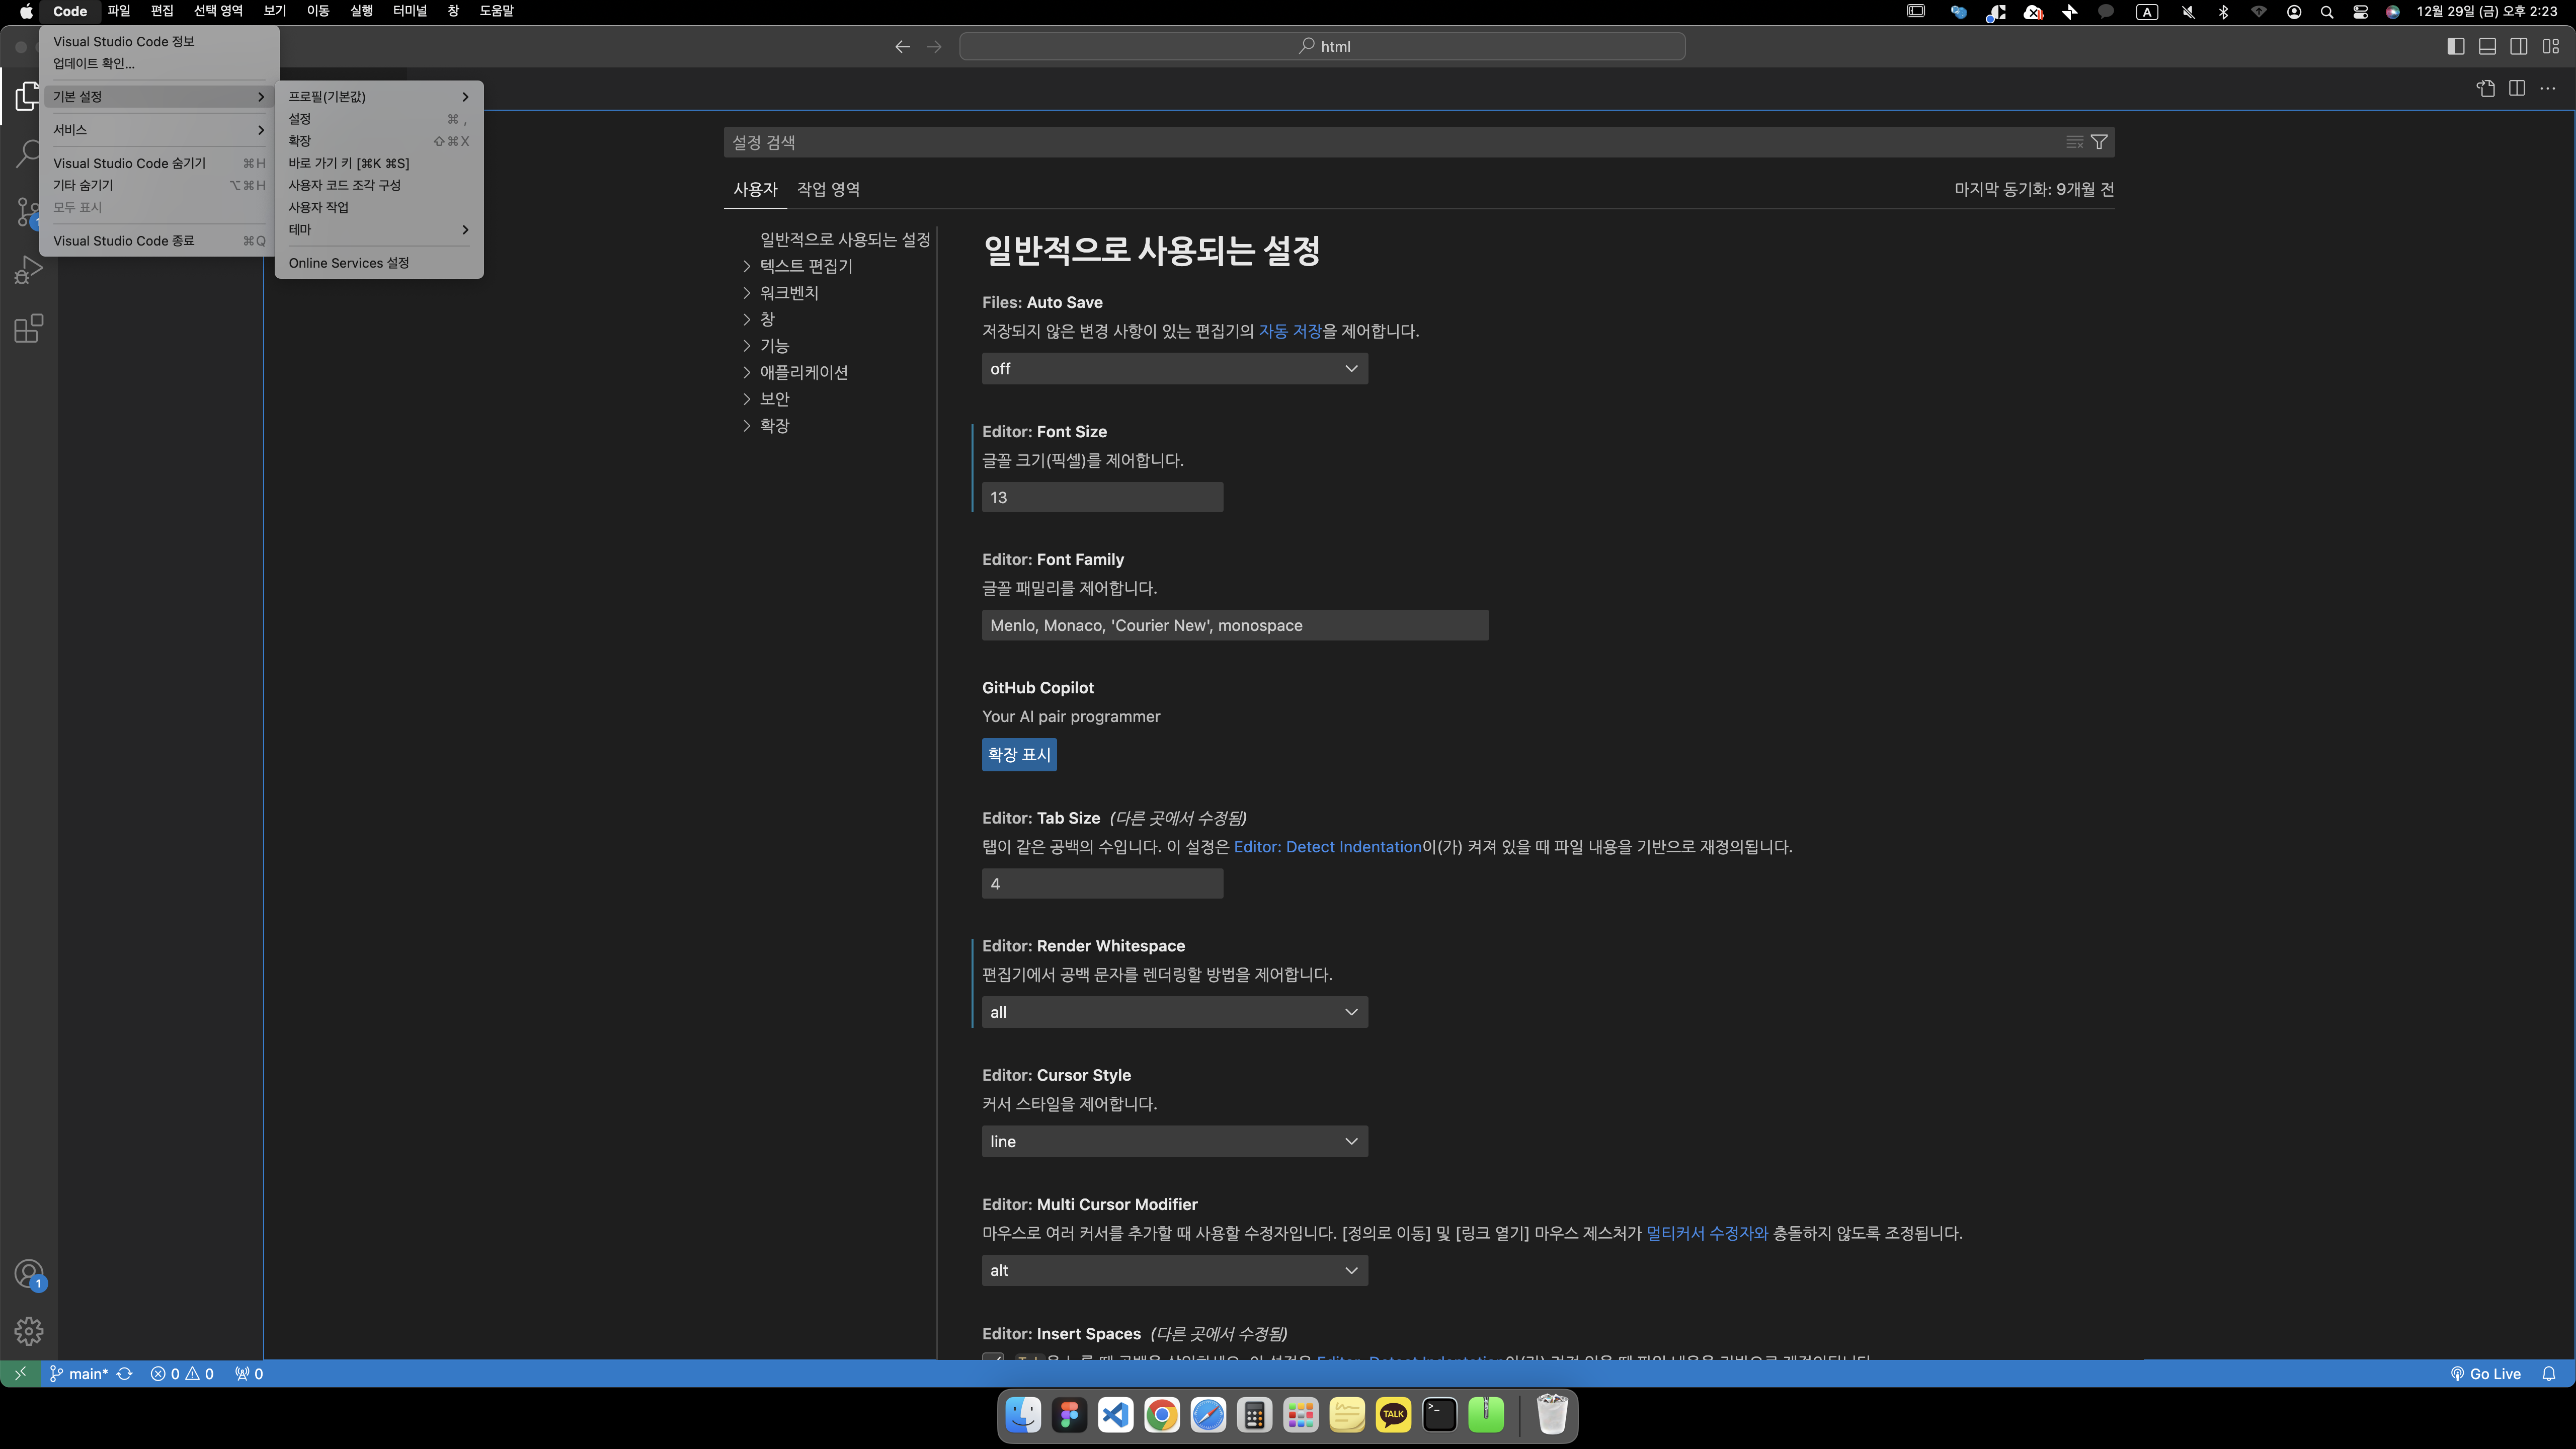 Code 파일 편집 선택 영역 보기 이동 실행 터미널 창 도움말
A 12월 29일 (금) 오후 2:23
html
Visual Studio Code 정보
업데이트 확인...
기본 설정
서비스
Visual Studio Code 숨기기 ⌘H
기타 숨기기 ⌥⌘H
모두 표시
Visual Studio Code 종료 ⌘Q
프로필(기본값)
설정 ⌘,
확장 ⇧⌘X
바로 가기 키 [⌘K ⌘S]
사용자 코드 조각 구성
사용자 작업
테마
Online Services 설정
설정 검색
사용자 작업 영역
마지막 동기화: 9개월 전
일반적으로 사용되는 설정
텍스트 편집기
워크벤치
창
기능
애플리케이션
보안
확장
일반적으로 사용되는 설정
Files: Auto Save
저장되지 않은 변경 사항이 있는 편집기의 자동 저장을 제어합니다.
off
Editor: Font Size
글꼴 크기(픽셀)를 제어합니다.
13
Editor: Font Family
글꼴 패밀리를 제어합니다.
Menlo, Monaco, 'Courier New', monospace
GitHub Copilot
Your AI pair programmer
확장 표시
Editor: Tab Size (다른 곳에서 수정됨)
탭이 같은 공백의 수입니다. 이 설정은 Editor: Detect Indentation이(가) 켜져 있을 때 파일 내용을 기반으로 재정의됩니다.
4
Editor: Render Whitespace
편집기에서 공백 문자를 렌더링할 방법을 제어합니다.
all
Editor: Cursor Style
커서 스타일을 제어합니다.
line
Editor: Multi Cursor Modifier
마우스로 여러 커서를 추가할 때 사용할 수정자입니다. [정의로 이동] 및 [링크 열기] 마우스 제스처가 멀티커서 수정자와 충돌하지 않도록 조정됩니다.
alt
Editor: Insert Spaces (다른 곳에서 수정됨)
1
main* 0 0 0
Go Live
TALK